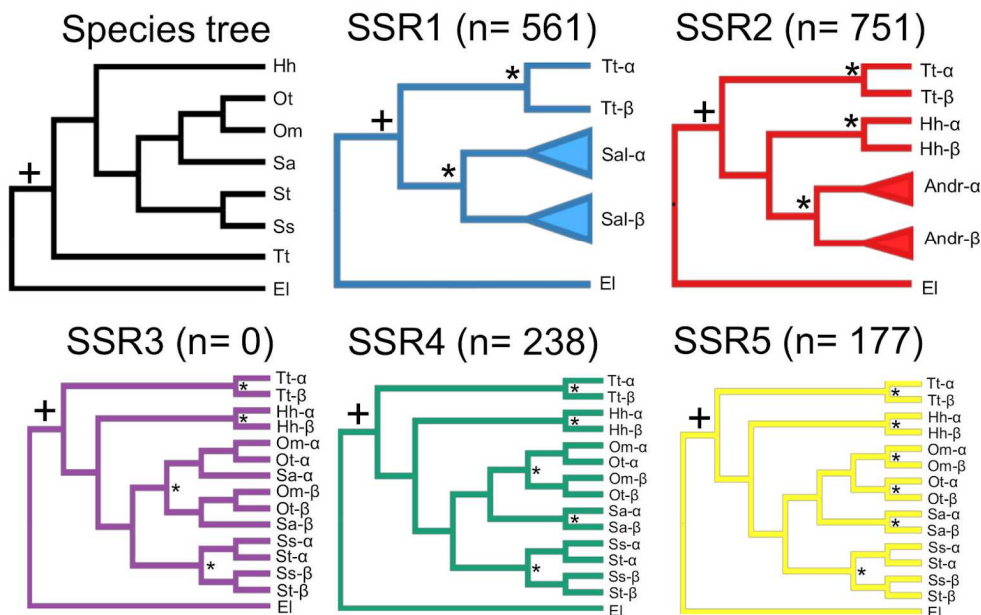 Species tree
Hh
Ot
Om
Sa
St
Ss
Tt
El
+
SSR1 (n= 561)
Tt-α
Tt-β
Sal-α
Sal-β
El
+
*
*
SSR2 (n= 751)
Tt-α
Tt-β
Hh-α
Hh-β
Andr-α
Andr-β
El
+
*
*
*
SSR3 (n= 0)
Tt-α
Tt-β
Hh-α
Hh-β
Om-α
Ot-α
Sa-α
Om-β
Ot-β
Sa-β
Ss-α
St-α
Ss-β
St-β
El
+
*
*
*
*
SSR4 (n= 238)
Tt-α
Tt-β
Hh-α
Hh-β
Om-α
Ot-α
Om-β
Ot-β
Sa-α
Sa-β
Ss-α
St-α
Ss-β
St-β
El
+
*
*
*
*
*
SSR5 (n= 177)
Tt-α
Tt-β
Hh-α
Hh-β
Om-α
Om-β
Ot-α
Ot-β
Sa-α
Sa-β
Ss-α
St-α
Ss-β
St-β
El
+
*
*
*
*
*
*